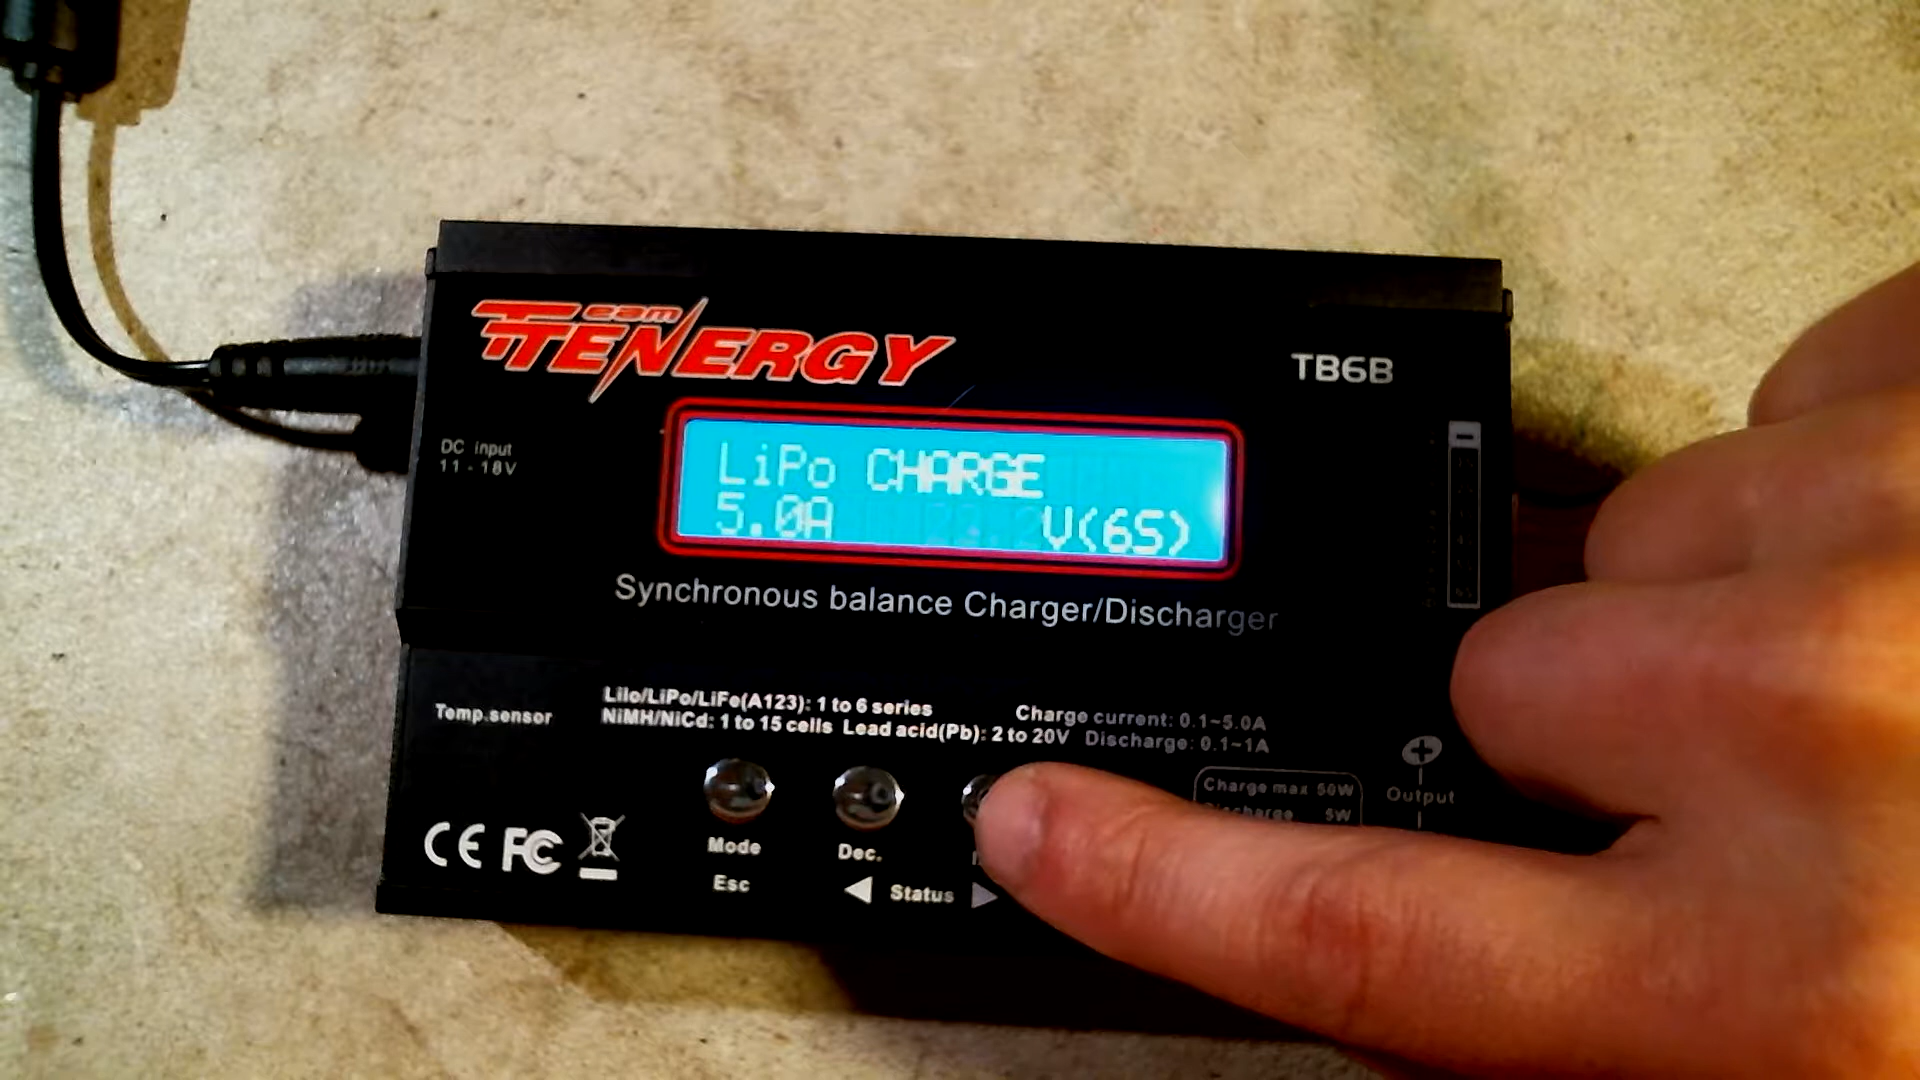 Team TENERGY
TB6B
DC input
11 - 18V
LiPo CHARGE
5.0A V(6S)
Synchronous balance Charger/Discharger
Temp.sensor
LiIo/LiPo/LiFe(A123): 1 to 6 series
NiMH/NiCd: 1 to 15 cells Lead acid(Pb): 2 to 20V
Charge current: 0.1~5.0A
Discharge: 0.1~1A
Charge max 50W
Discharge 5W
Output
Mode
Dec.
Esc
Status
CE FC